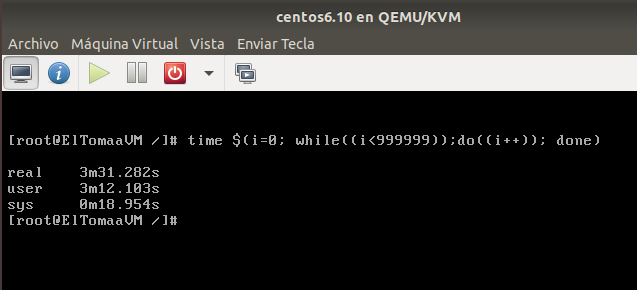 centos6.10 en QEMU/KVM
Archivo Máquina Virtual Vista Enviar Tecla
[root@ElTomaaVM /]# time $(i=0; while((i<999999));do((i++)); done)
real 3m31.282s
user 3m12.103s
sys 0m18.954s
[root@ElTomaaVM /]#